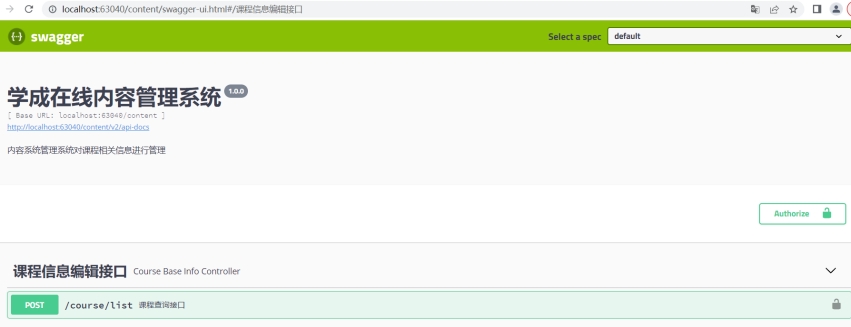 localhost:63040/content/swagger-ui.html#/课程信息编辑接口
swagger
Select a spec default
学成在线内容管理系统 1.0.0
[ Base URL: localhost:63040/content ]
http://localhost:63040/content/v2/api-docs
内容系统管理系统对课程相关信息进行管理
Authorize
课程信息编辑接口 Course Base Info Controller
POST /course/list 课程查询接口